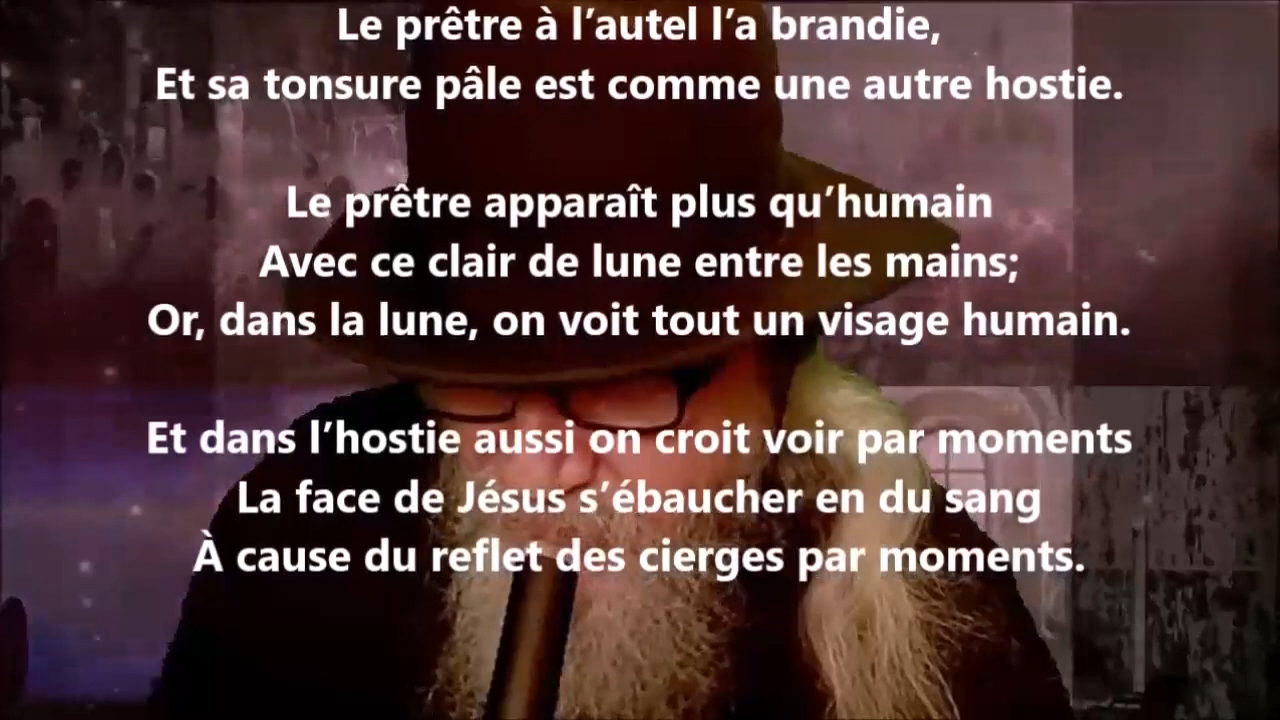 Le prêtre à l’autel l’a brandie,
Et sa tonsure pâle est comme une autre hostie.
Le prêtre apparaît plus qu’humain
Avec ce clair de lune entre les mains;
Or, dans la lune, on voit tout un visage humain.
Et dans l’hostie aussi on croit voir par moments
La face de Jésus s’ébaucher en du sang
À cause du reflet des cierges par moments.